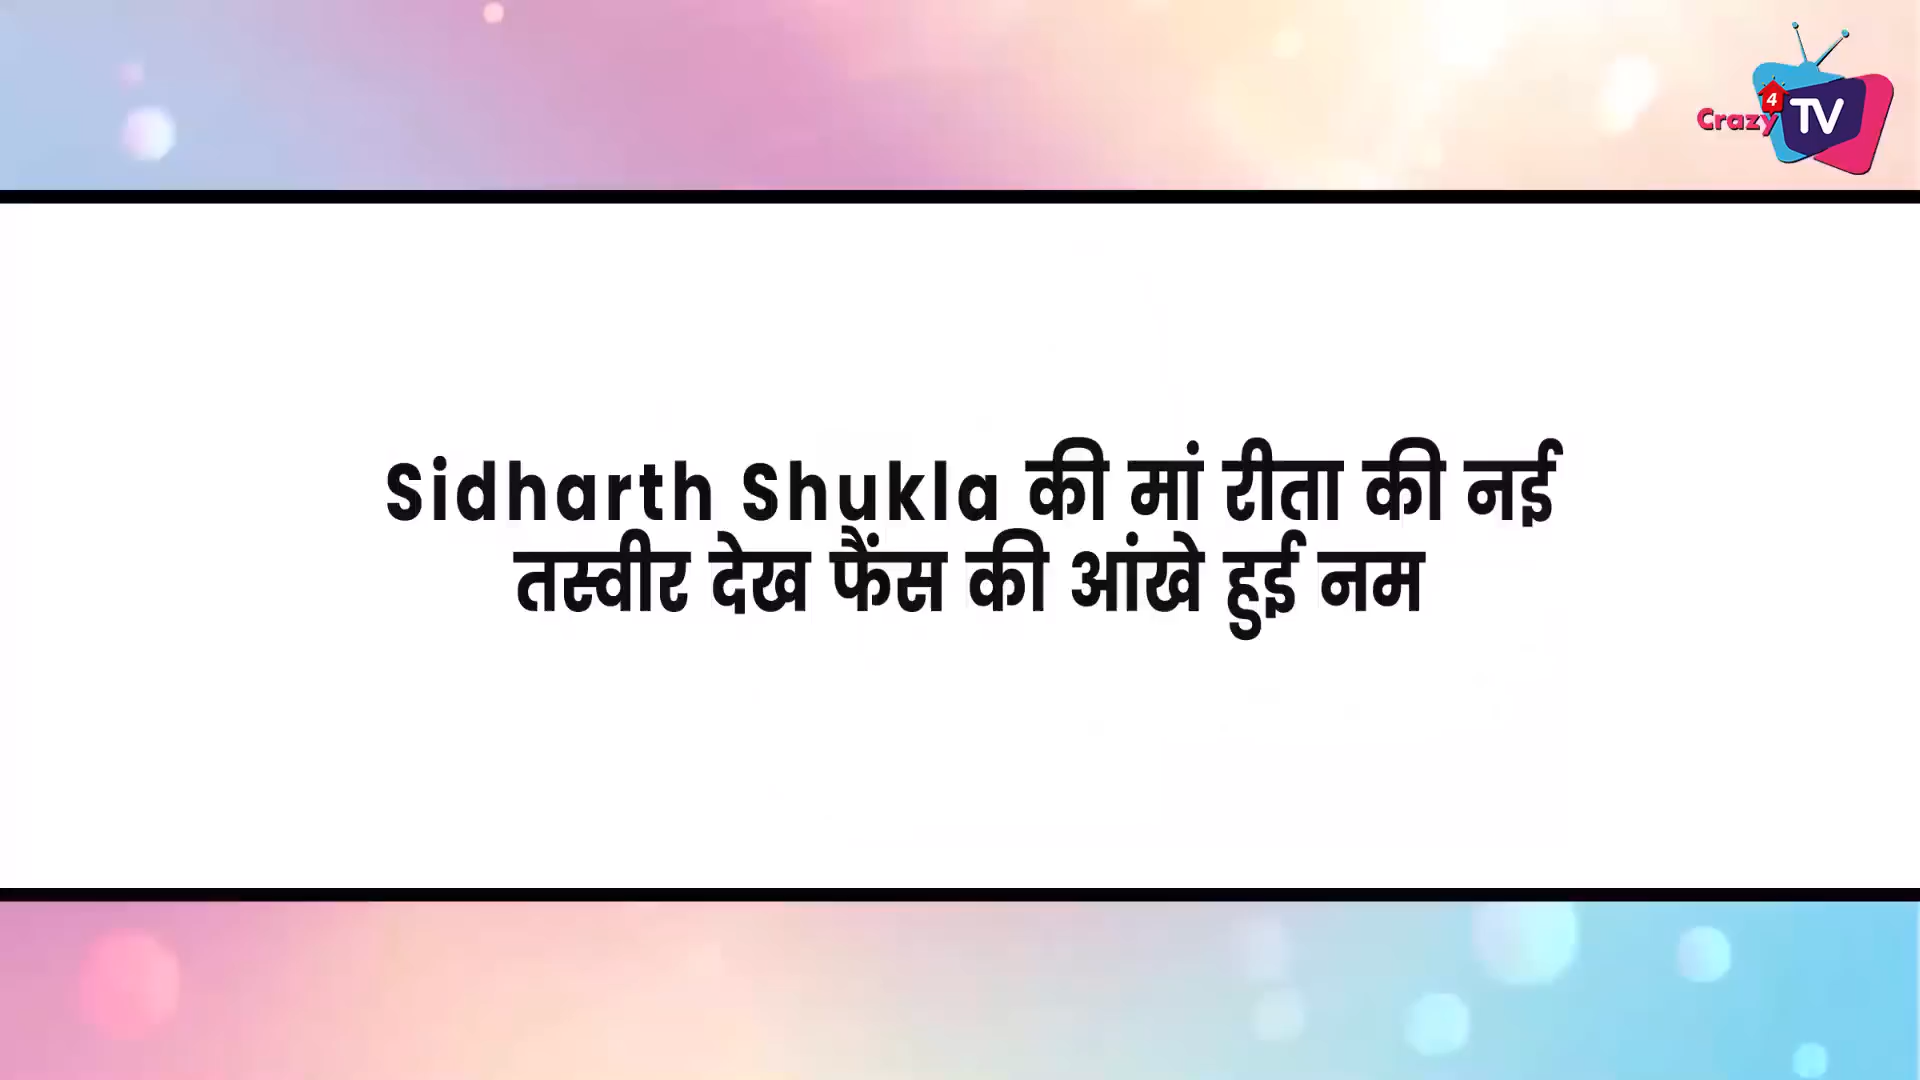 Crazy 4 TV
Sidharth Shukla की मां रीता की नई
तस्वीर देख फैंस की आंखे हुई नम